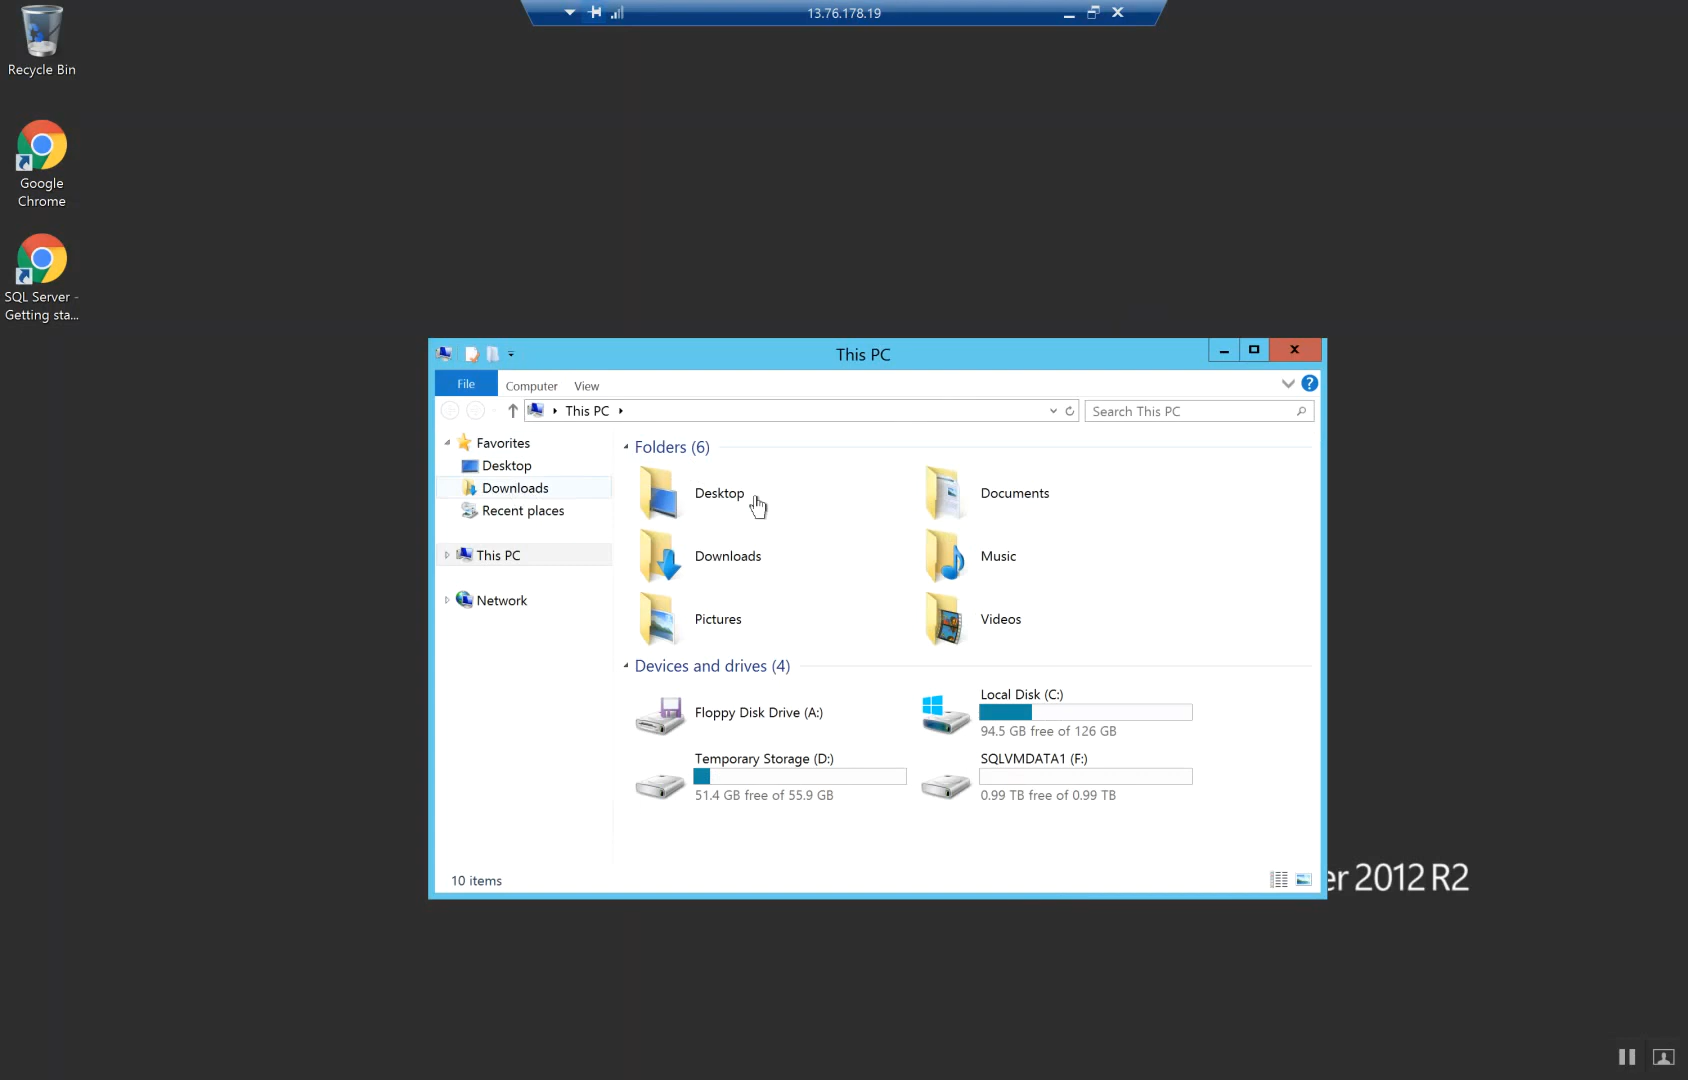 13.76.178.19
Recycle Bin
Google
Chrome
SQL Server -
Getting sta...
This PC
File
Computer
View
?
This PC
Search This PC
Favorites
Desktop
Downloads
Recent places
This PC
Network
Folders (6)
Desktop
Documents
Downloads
Music
Pictures
Videos
Devices and drives (4)
Floppy Disk Drive (A:)
Local Disk (C:)
94.5 GB free of 126 GB
Temporary Storage (D:)
51.4 GB free of 55.9 GB
SQLVMDATA1 (F:)
0.99 TB free of 0.99 TB
10 items
er 2012 R2